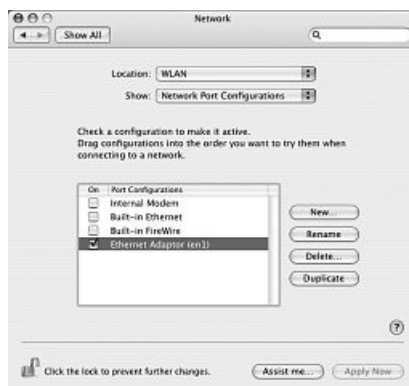 Network
Show All
Location: WLAN
Show: Network Port Configurations
Check a configuration to make it active.
Drag configurations into the order you want to try them when
connecting to a network.
On Port Configurations
Internal Modem
Built-in Ethernet
Built-in FireWire
Ethernet Adaptor (en1)
New...
Rename
Delete...
Duplicate
?
Click the lock to prevent further changes.
Assist me...
Apply Now